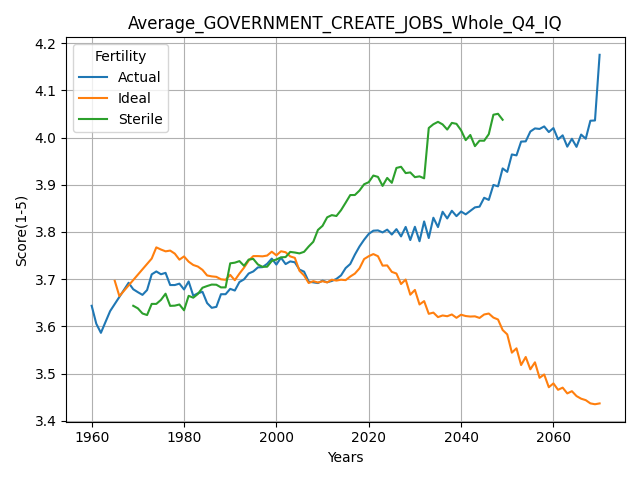 Average_GOVERNMENT_CREATE_JOBS_Whole_Q4_IQ
Fertility
Actual
Ideal
Sterile
Score(1-5)
4.2
4.1
4.0
3.9
3.8
3.7
3.6
3.5
3.4
1960 1980 2000 2020 2040 2060
Years